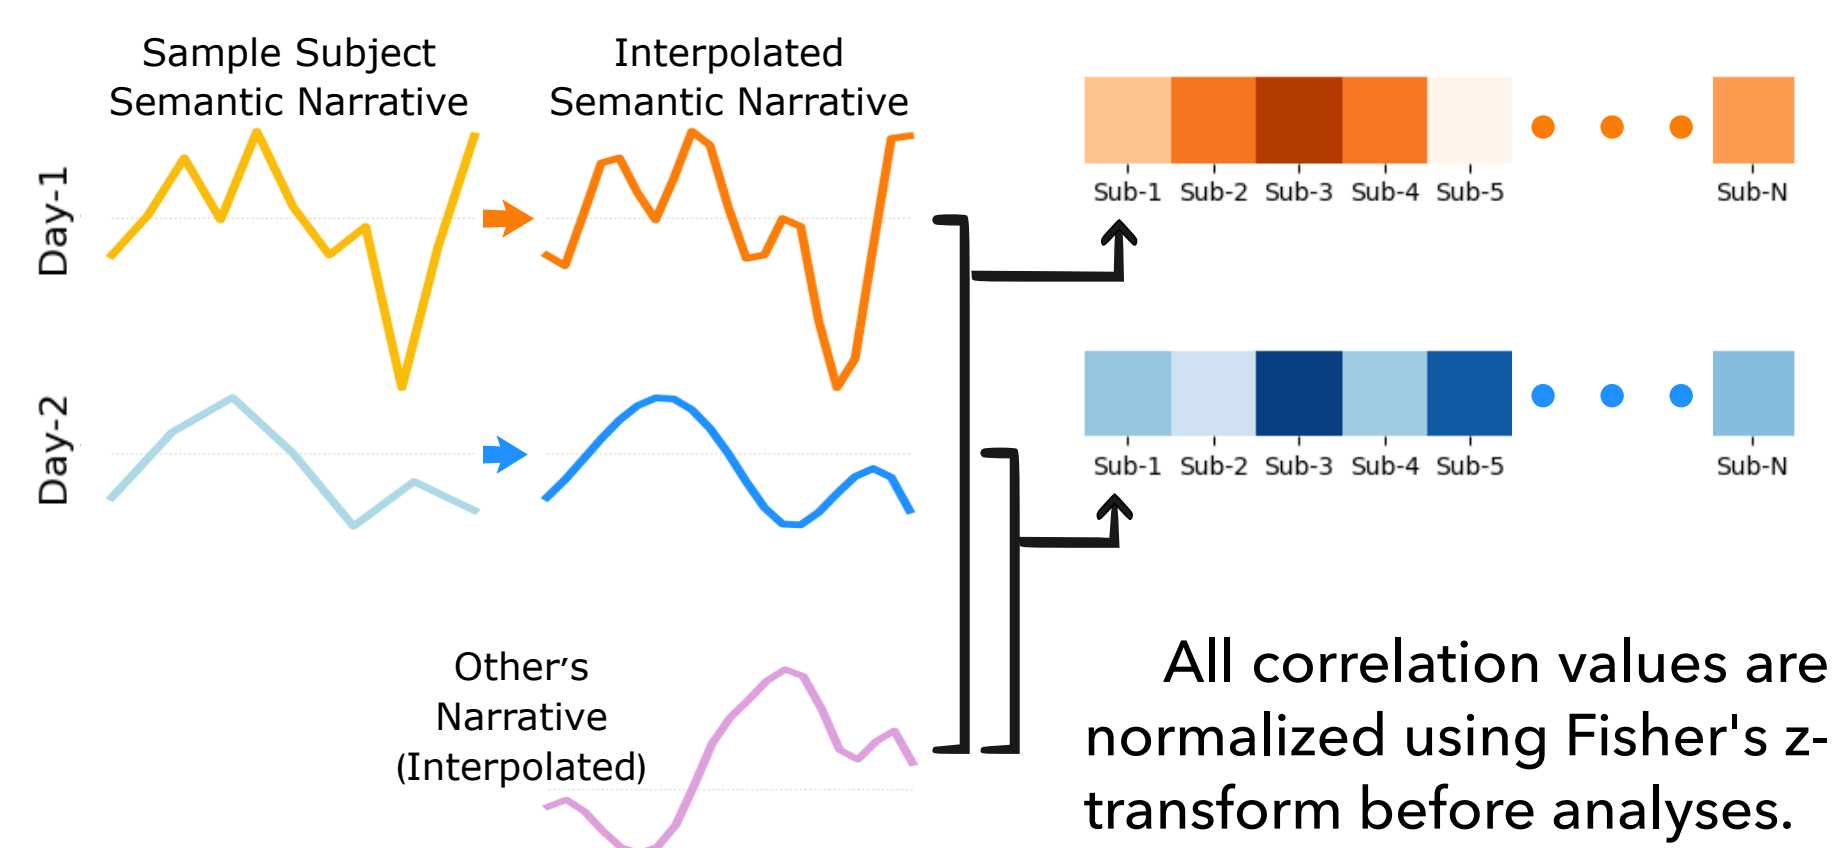 Sample Subject
Semantic Narrative
Interpolated
Semantic Narrative
Day-1
Sub-1 Sub-2 Sub-3 Sub-4 Sub-5 Sub-N
Day-2
Sub-1 Sub-2 Sub-3 Sub-4 Sub-5 Sub-N
Other's
Narrative
(Interpolated)
All correlation values are
normalized using Fisher's z-
transform before analyses.